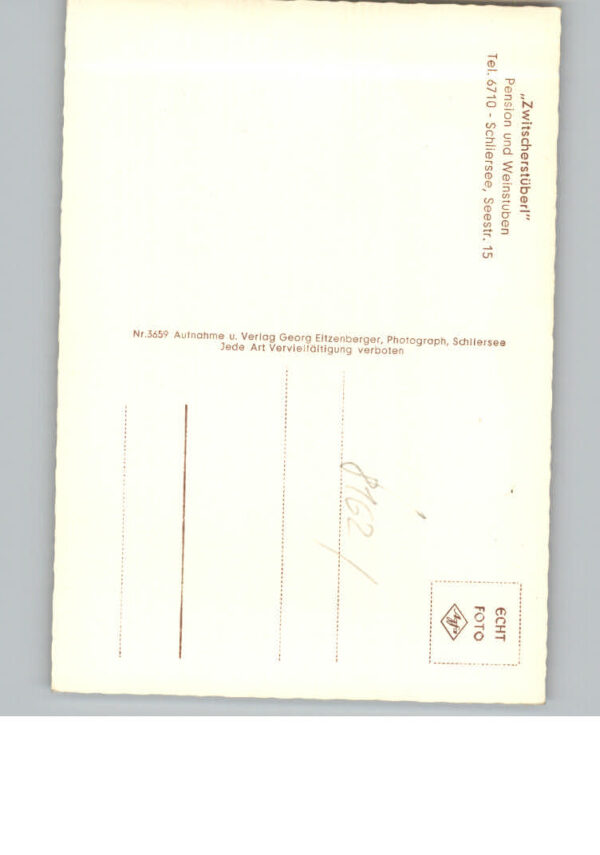 „Zwitscherstüberl"
Pension und Weinstuben
Tel. 6710 - Schliersee, Seestr. 15
Nr.3659 Aufnahme u. Verlag Georg Eitzenberger, Photograph, Schliersee
Jede Art Vervielfältigung verboten
8162
ECHT
FOTO
Agfa